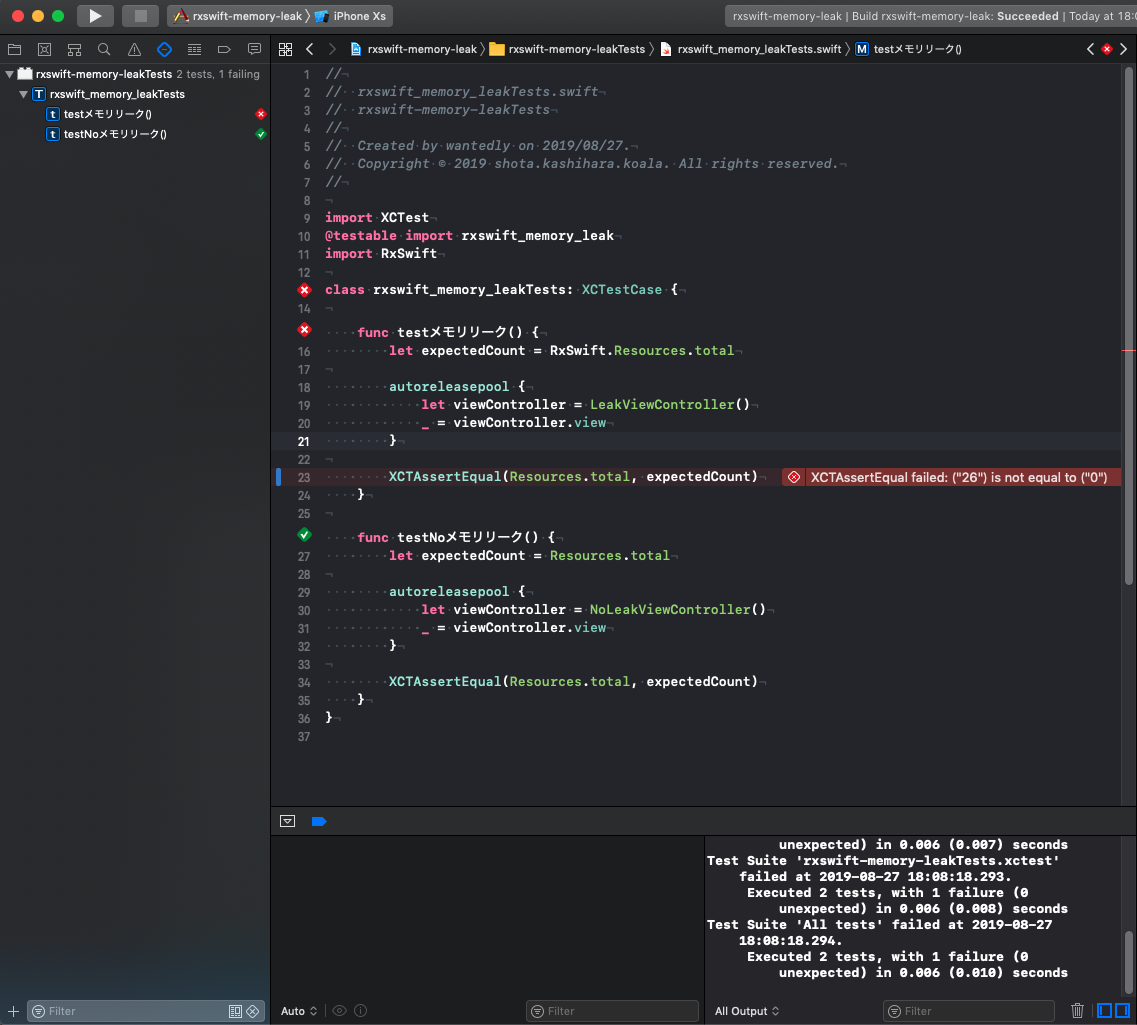 rxswift-memory-leak 〉 iPhone Xs
rxswift-memory-leak | Build rxswift-memory-leak: Succeeded | Today at 18:0
rxswift-memory-leak 〉 rxswift-memory-leakTests 〉 rxswift_memory_leakTests.swift 〉 M testメモリリーク()
rxswift-memory-leakTests 2 tests, 1 failing
T rxswift_memory_leakTests
t testメモリリーク()
t testNoメモリリーク()
1 //
2 // rxswift_memory_leakTests.swift
3 // rxswift-memory-leakTests
4 //
5 // Created by wantedly on 2019/08/27.
6 // Copyright © 2019 shota.kashihara.koala. All rights reserved.
7 //
8
9 import XCTest
10 @testable import rxswift_memory_leak
11 import RxSwift
12
class rxswift_memory_leakTests: XCTestCase {
14
func testメモリリーク() {
16 let expectedCount = RxSwift.Resources.total
17
18 autoreleasepool {
19 let viewController = LeakViewController()
20 _ = viewController.view
21 }
22
23 XCTAssertEqual(Resources.total, expectedCount) XCTAssertEqual failed: ("26") is not equal to ("0")
24 }
25
func testNoメモリリーク() {
27 let expectedCount = Resources.total
28
29 autoreleasepool {
30 let viewController = NoLeakViewController()
31 _ = viewController.view
32 }
33
34 XCTAssertEqual(Resources.total, expectedCount)
35 }
36 }
37
unexpected) in 0.006 (0.007) seconds
Test Suite 'rxswift-memory-leakTests.xctest'
failed at 2019-08-27 18:08:18.293.
Executed 2 tests, with 1 failure (0
unexpected) in 0.006 (0.008) seconds
Test Suite 'All tests' failed at 2019-08-27
18:08:18.294.
Executed 2 tests, with 1 failure (0
unexpected) in 0.006 (0.010) seconds
Filter
Auto
Filter
All Output
Filter